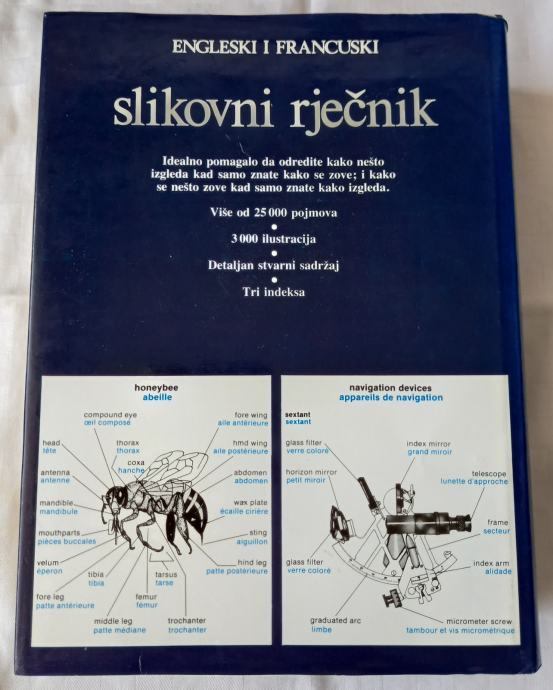 ENGLESKI I FRANCUSKI
slikovni rječnik
Idealno pomagalo da odredite kako nešto
izgleda kad samo znate kako se zove; i kako
se nešto zove kad samo znate kako izgleda.
Više od 25 000 pojmova
3 000 ilustracija
Detaljan stvarni sadržaj
Tri indeksa
honeybee
abeille
compound eye
œil composé
fore wing
aile antérieure
head
tête
thorax
thorax
hind wing
aile postérieure
coxa
hanche
antenna
antenne
abdomen
abdomen
mandible
mandibule
wax plate
écaille cirière
mouthparts
pièces buccales
sting
aiguillon
velum
éperon
tibia
tibia
tarsus
tarse
hind leg
patte postérieure
fore leg
patte antérieure
femur
fémur
middle leg
patte médiane
trochanter
trochanter
navigation devices
appareils de navigation
sextant
sextant
glass filter
verre coloré
index mirror
grand miroir
horizon mirror
petit miroir
telescope
lunette d'approche
frame
secteur
glass filter
verre coloré
index arm
alidade
graduated arc
limbe
micrometer screw
tambour et vis micrométrique